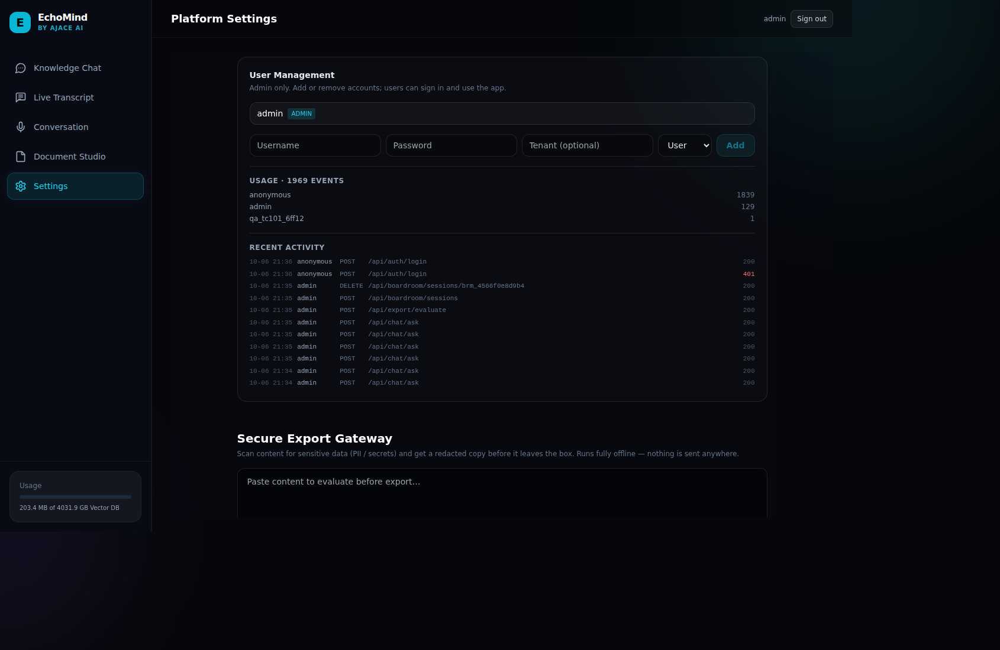 E
EchoMind
BY AJACE AI
Knowledge Chat
Live Transcript
Conversation
Document Studio
Settings
Usage
203.4 MB of 4031.9 GB Vector DB
Platform Settings
admin
Sign out
User Management
Admin only. Add or remove accounts; users can sign in and use the app.
admin ADMIN
Username Password Tenant (optional) User Add
USAGE · 1969 EVENTS
anonymous 1839
admin 129
qa_tc101_6ff12 1
RECENT ACTIVITY
10-06 21:36 anonymous POST /api/auth/login 200
10-06 21:36 anonymous POST /api/auth/login 401
10-06 21:35 admin DELETE /api/boardroom/sessions/brm_4566f0e8d9b4 200
10-06 21:35 admin POST /api/boardroom/sessions 200
10-06 21:35 admin POST /api/export/evaluate 200
10-06 21:35 admin POST /api/chat/ask 200
10-06 21:35 admin POST /api/chat/ask 200
10-06 21:35 admin POST /api/chat/ask 200
10-06 21:35 admin POST /api/chat/ask 200
10-06 21:34 admin POST /api/chat/ask 200
10-06 21:34 admin POST /api/chat/ask 200
Secure Export Gateway
Scan content for sensitive data (PII / secrets) and get a redacted copy before it leaves the box. Runs fully offline — nothing is sent anywhere.
Paste content to evaluate before export…